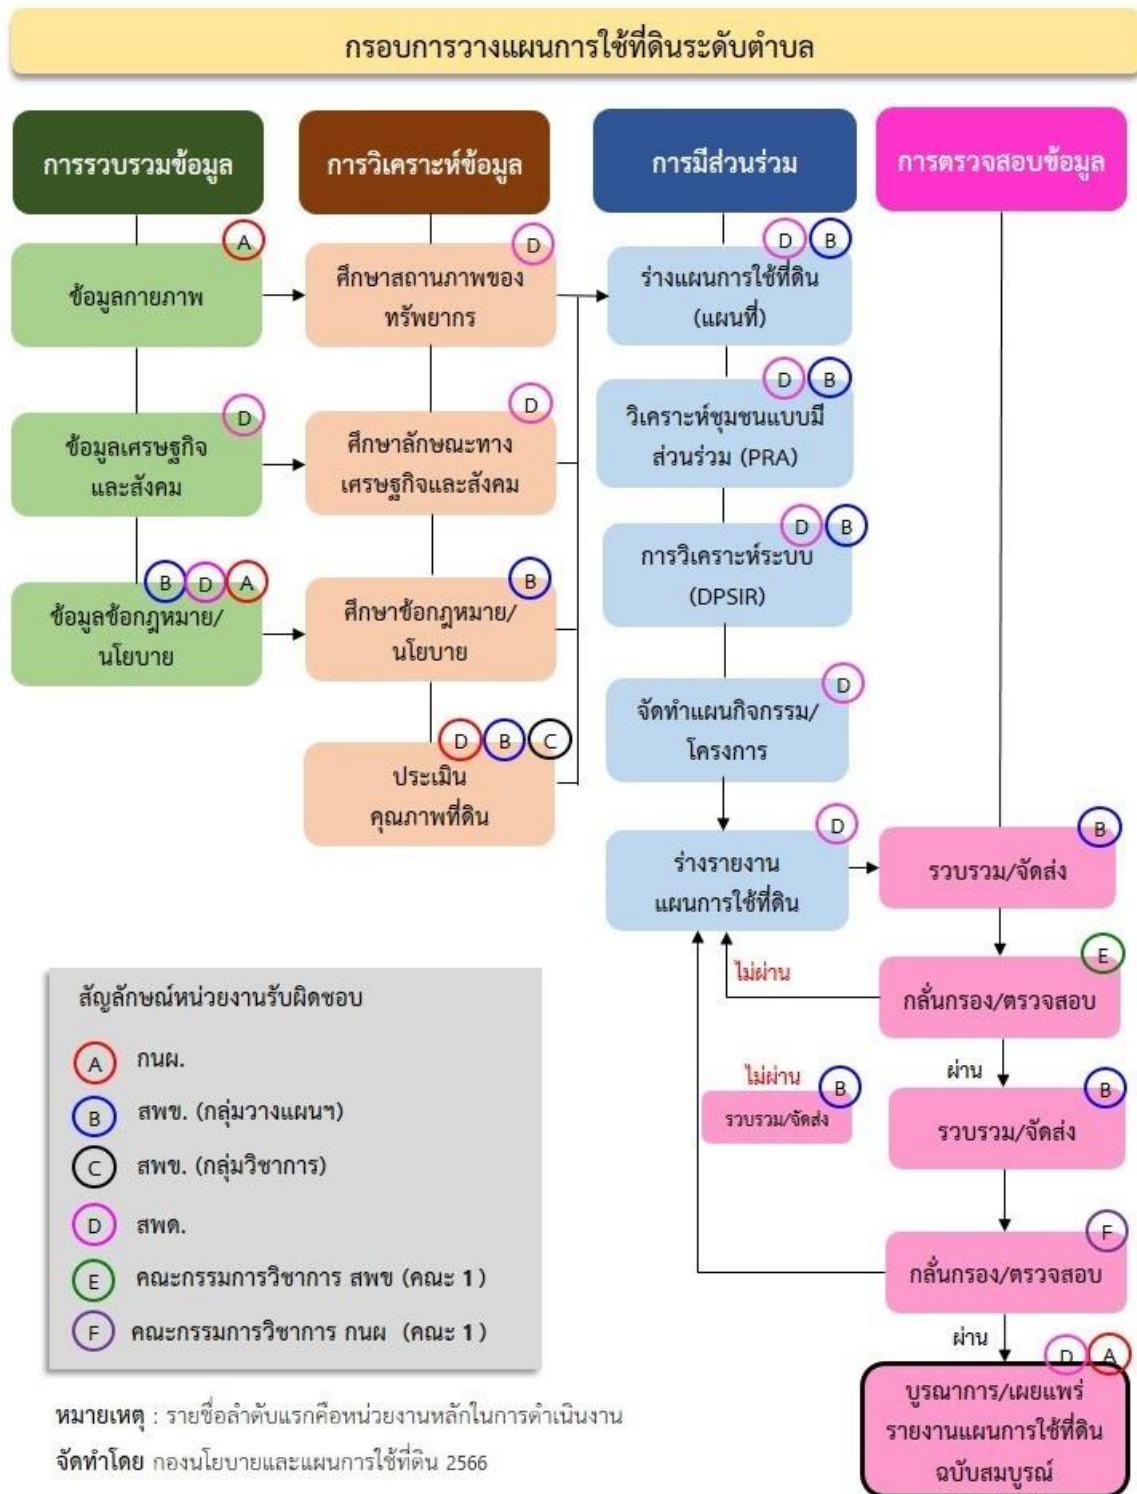 กรอบการวางแผนการใช้ที่ดินระดับตำบล
การรวบรวมข้อมูล
A
ข้อมูลกายภาพ
D
ข้อมูลเศรษฐกิจ
และสังคม
B D A
ข้อมูลข้อกฎหมาย/
นโยบาย
การวิเคราะห์ข้อมูล
D
ศึกษาสถานภาพของ
ทรัพยากร
D
ศึกษาลักษณะทาง
เศรษฐกิจและสังคม
B
ศึกษาข้อกฎหมาย/
นโยบาย
D B C
ประเมิน
คุณภาพที่ดิน
การมีส่วนร่วม
D B
ร่างแผนการใช้ที่ดิน
(แผนที่)
D B
วิเคราะห์ชุมชนแบบมี
ส่วนร่วม (PRA)
D B
การวิเคราะห์ระบบ
(DPSIR)
D
จัดทำแผนกิจกรรม/
โครงการ
D
ร่างรายงาน
แผนการใช้ที่ดิน
การตรวจสอบข้อมูล
B
รวบรวม/จัดส่ง
E
ไม่ผ่าน
กลั่นกรอง/ตรวจสอบ
ผ่าน
B
รวบรวม/จัดส่ง
ไม่ผ่าน
B
รวบรวม/จัดส่ง
F
กลั่นกรอง/ตรวจสอบ
ผ่าน
D A
บูรณาการ/เผยแพร่
รายงานแผนการใช้ที่ดิน
ฉบับสมบูรณ์
สัญลักษณ์หน่วยงานรับผิดชอบ
A กนผ.
B สพข. (กลุ่มวางแผนฯ)
C สพข. (กลุ่มวิชาการ)
D สพด.
E คณะกรรมการวิชาการ สพข (คณะ 1)
F คณะกรรมการวิชาการ กนผ (คณะ 1)
หมายเหตุ : รายชื่อลำดับแรกคือหน่วยงานหลักในการดำเนินงาน
จัดทำโดย กองนโยบายและแผนการใช้ที่ดิน 2566